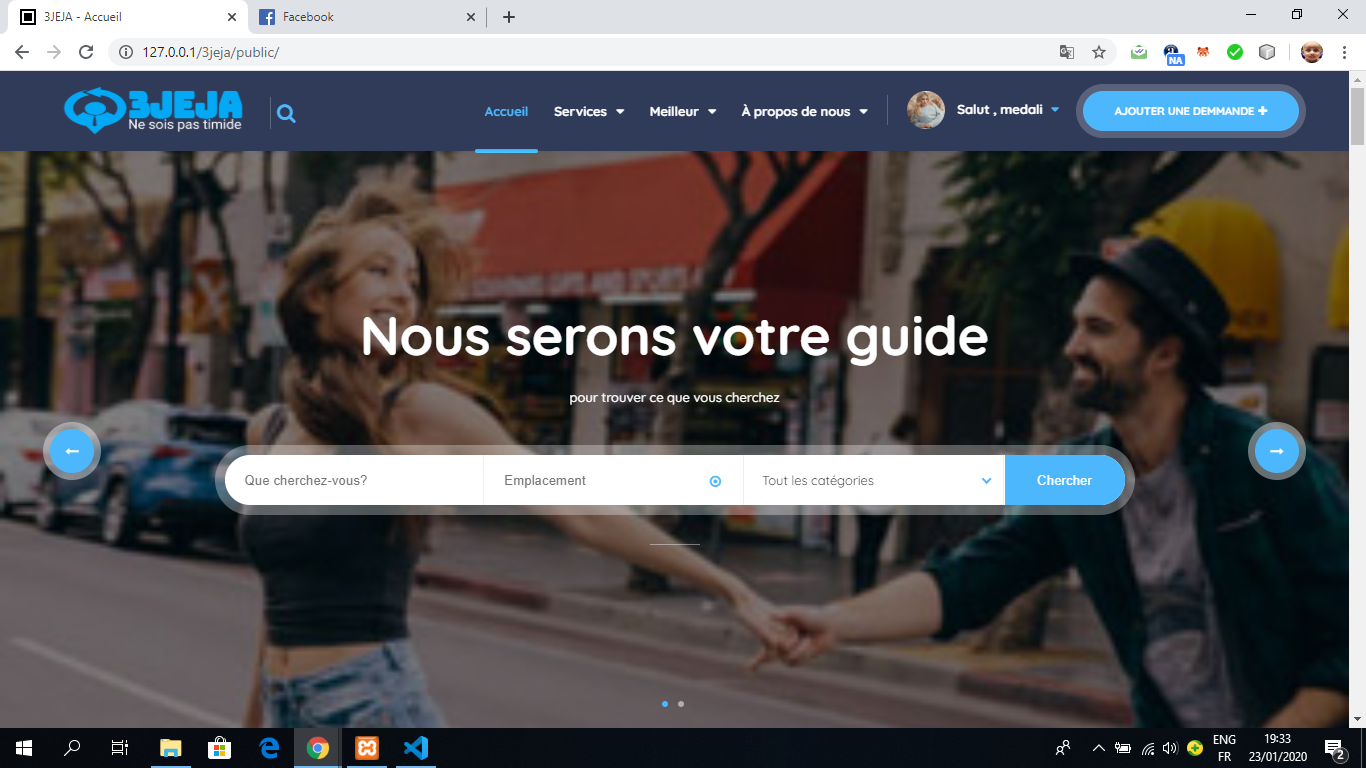 3JEJA - Accueil
Facebook
127.0.0.1/3jeja/public/
NA
3JEJA
Ne sois pas timide
Accueil
Services
Meilleur
À propos de nous
Salut , medali
AJOUTER UNE DEMMANDE +
Nous serons votre guide
pour trouver ce que vous cherchez
Que cherchez-vous?
Emplacement
Tout les catégories
Chercher
ENG
FR
19:33
23/01/2020
2